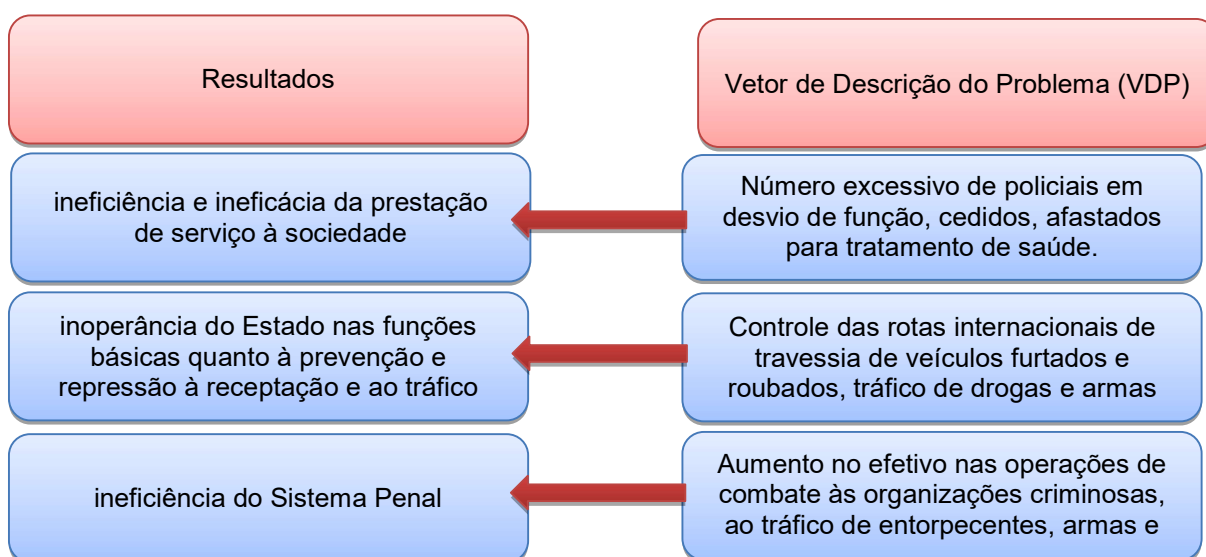 Resultados
Vetor de Descrição do Problema (VDP)
ineficiência e ineficácia da prestação
de serviço à sociedade
Número excessivo de policiais em
desvio de função, cedidos, afastados
para tratamento de saúde.
inoperância do Estado nas funções
básicas quanto à prevenção e
repressão à receptação e ao tráfico
Controle das rotas internacionais de
travessia de veículos furtados e
roubados, tráfico de drogas e armas
ineficiência do Sistema Penal
Aumento no efetivo nas operações de
combate às organizações criminosas,
ao tráfico de entorpecentes, armas e